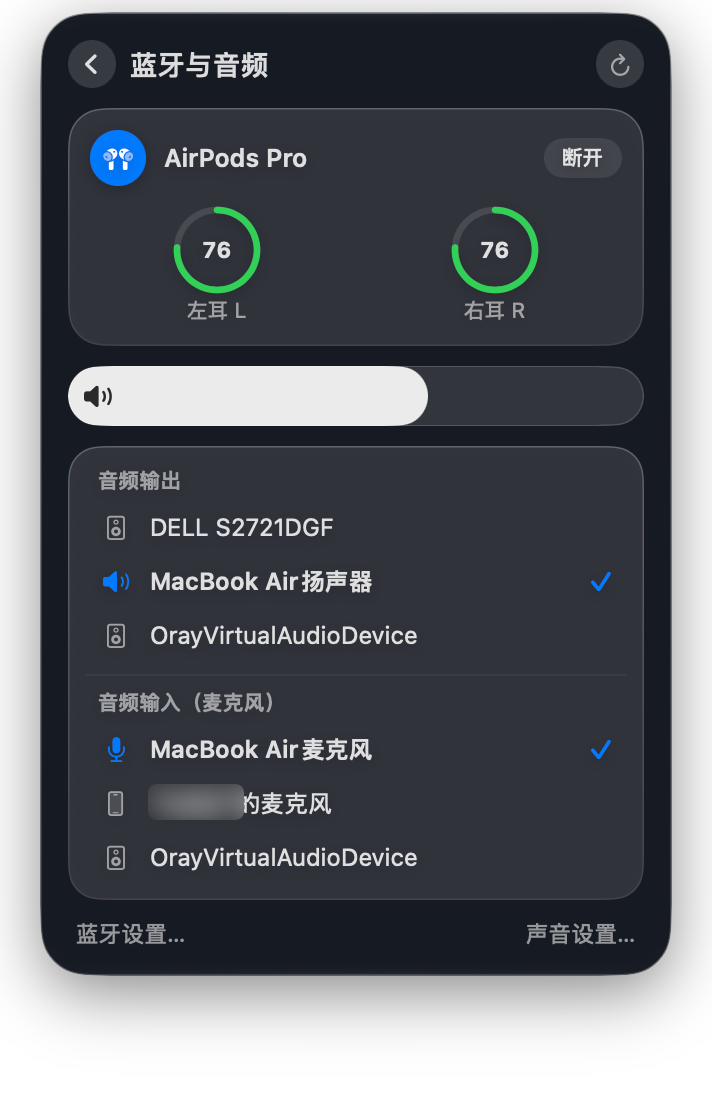 蓝牙与音频
AirPods Pro
断开
76
76
左耳 L
右耳 R
音频输出
DELL S2721DGF
MacBook Air扬声器
OrayVirtualAudioDevice
音频输入（麦克风）
MacBook Air麦克风
的麦克风
OrayVirtualAudioDevice
蓝牙设置...
声音设置...